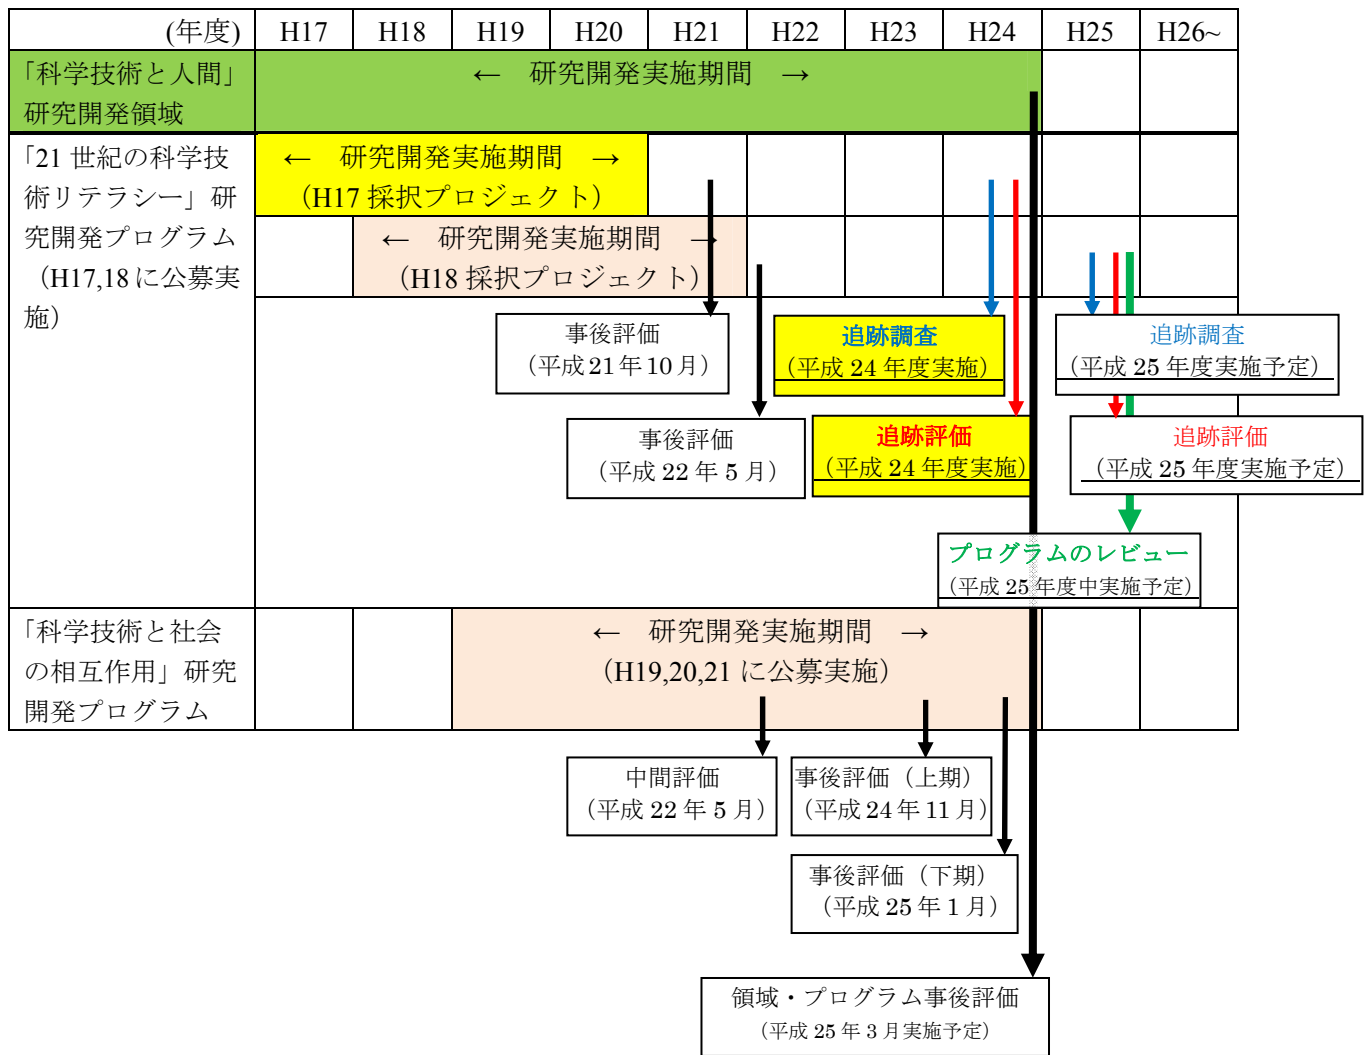 (年度) H17 H18 H19 H20 H21 H22 H23 H24 H25 H26~
「科学技術と人間」
研究開発領域
← 研究開発実施期間 →
「21 世紀の科学技
術リテラシー」研
究開発プログラム
（H17,18 に公募実
施）
← 研究開発実施期間 →
（H17 採択プロジェクト）
← 研究開発実施期間 →
（H18 採択プロジェクト）
事後評価
（平成 21 年 10 月）
追跡調査
（平成 24 年度実施）
追跡調査
（平成 25 年度実施予定）
事後評価
（平成 22 年 5 月）
追跡評価
（平成 24 年度実施）
追跡評価
（平成 25 年度実施予定）
プログラムのレビュー
（平成 25 年度中実施予定）
「科学技術と社会
の相互作用」研究
開発プログラム
← 研究開発実施期間 →
（H19,20,21 に公募実施）
中間評価
（平成 22 年 5 月）
事後評価（上期）
（平成 24 年 11 月）
事後評価（下期）
（平成 25 年 1 月）
領域・プログラム事後評価
（平成 25 年 3 月実施予定）